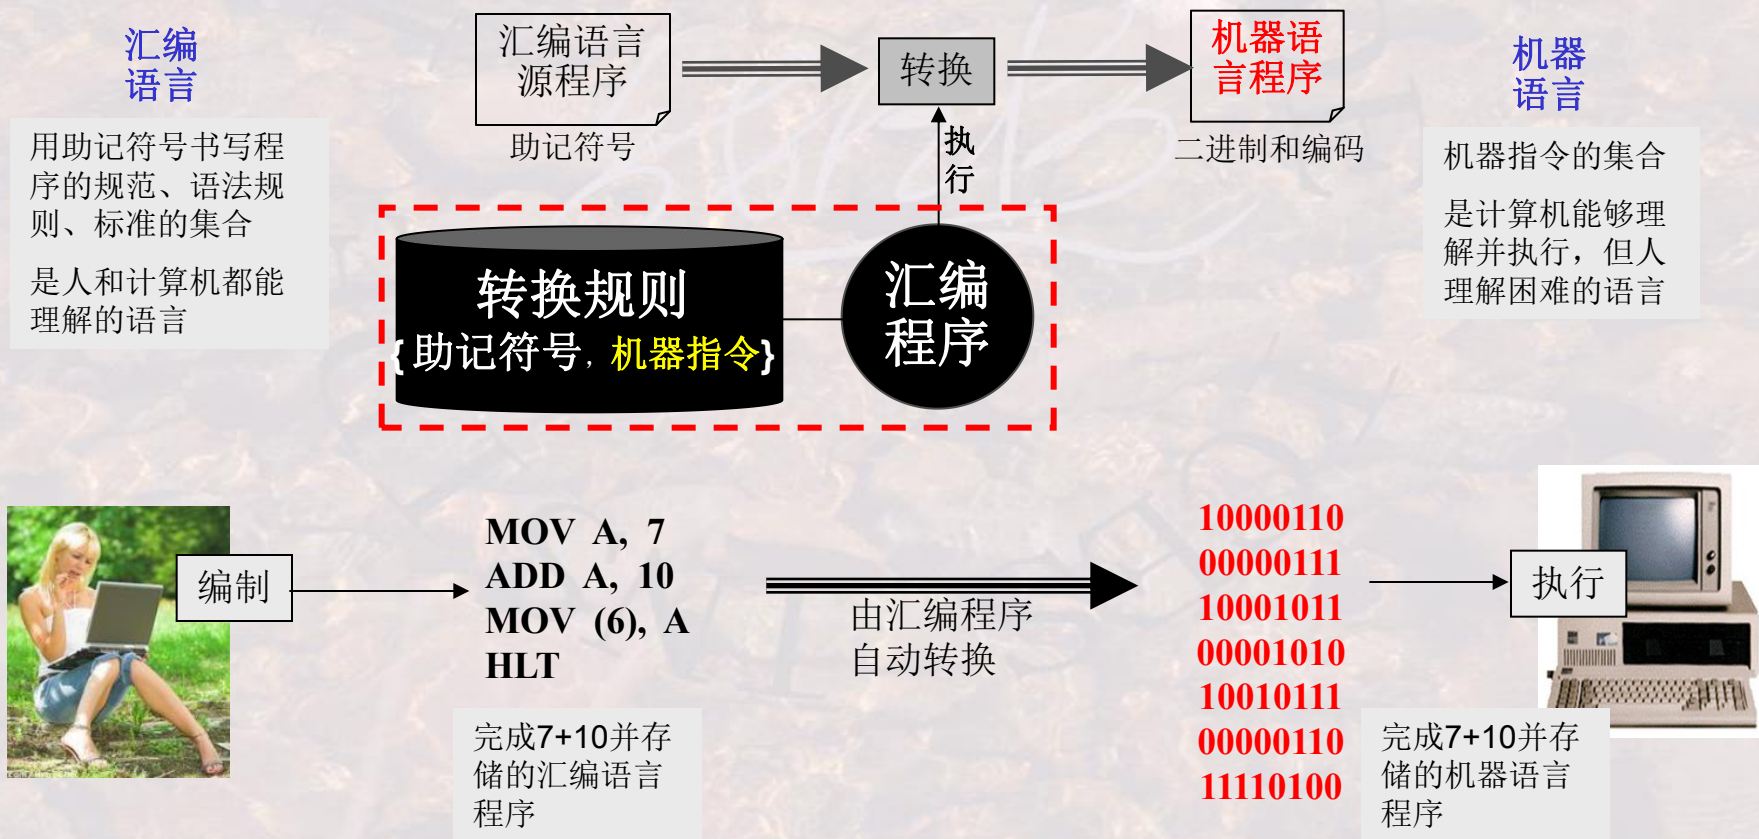 汇编
语言
用助记符号书写程
序的规范、语法规
则、标准的集合
是人和计算机都能
理解的语言
汇编语言
源程序
助记符号
转换
执
行
机器语
言程序
二进制和编码
机器
语言
机器指令的集合
是计算机能够理
解并执行，但人
理解困难的语言
转换规则
{助记符号, 机器指令}
汇编
程序
编制
MOV A, 7
ADD A, 10
MOV (6), A
HLT
完成7+10并存
储的汇编语言
程序
由汇编程序
自动转换
10000110
00000111
10001011
00001010
10010111
00000110
11110100
执行
完成7+10并存
储的机器语言
程序